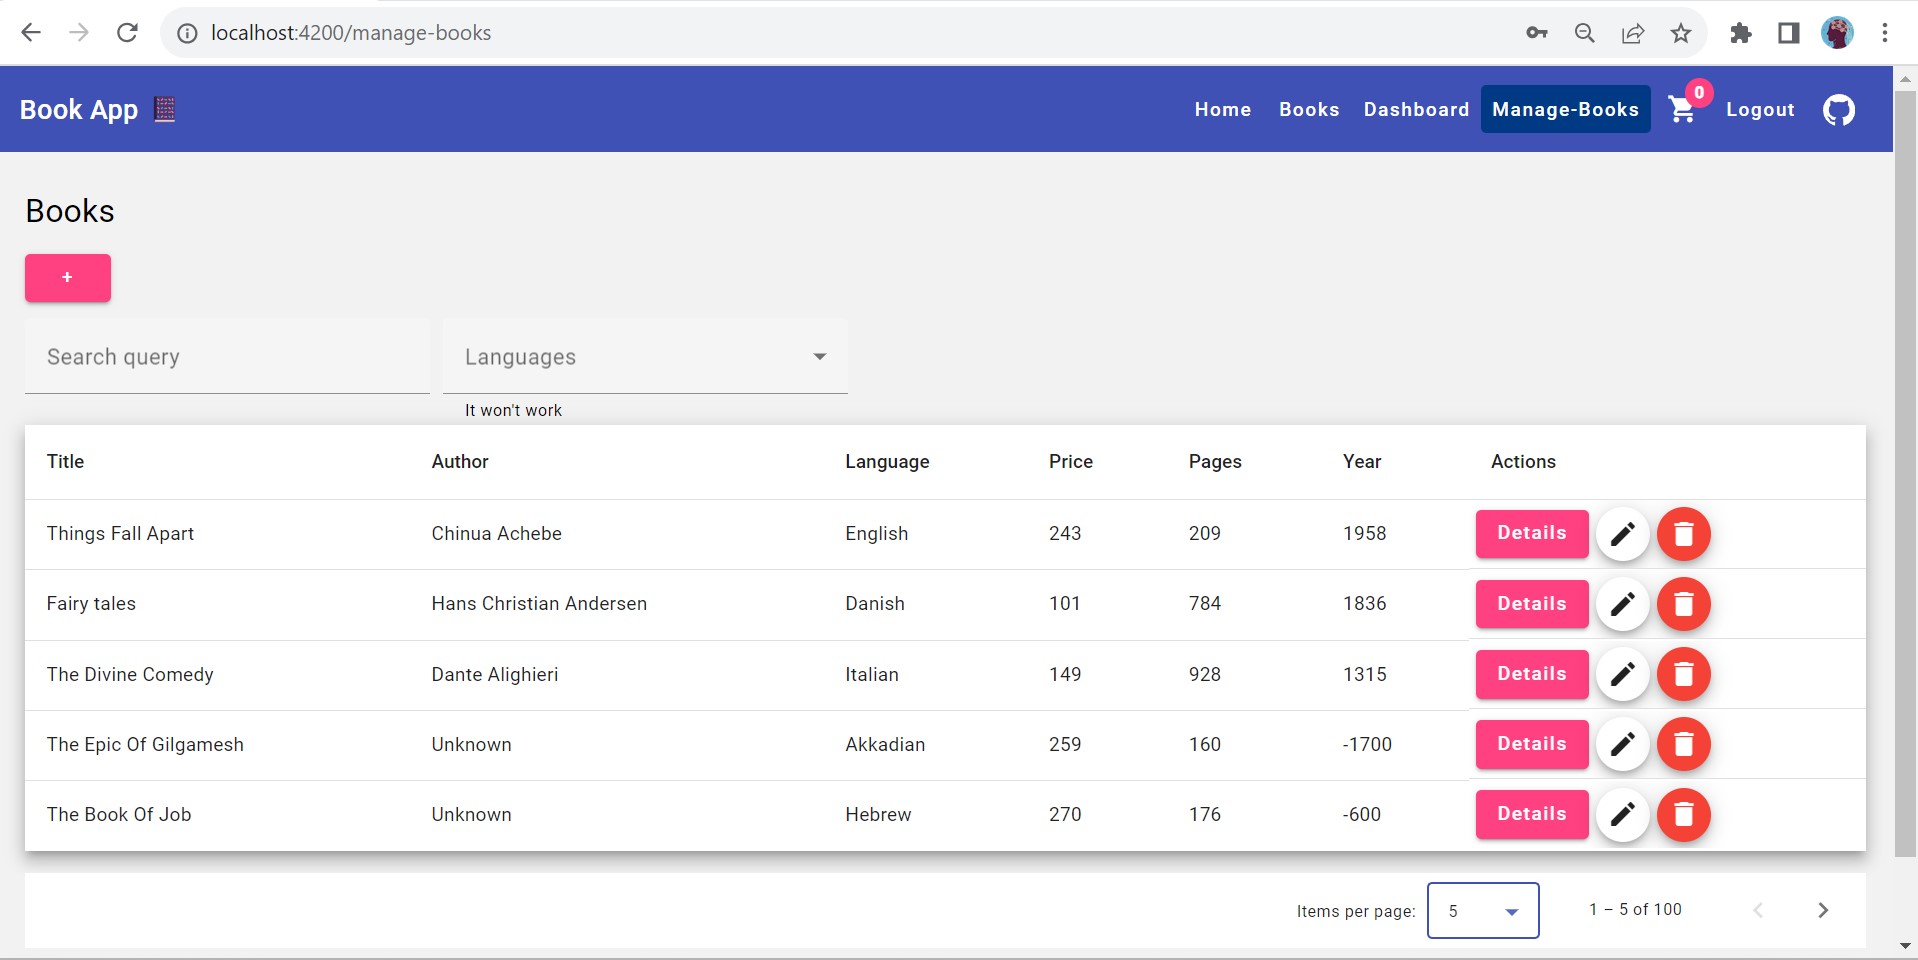 localhost:4200/manage-books
Book App
Home Books Dashboard Manage-Books 0 Logout
Books
+
Search query Languages
It won't work
Title Author Language Price Pages Year Actions
Things Fall Apart Chinua Achebe English 243 209 1958 Details
Fairy tales Hans Christian Andersen Danish 101 784 1836 Details
The Divine Comedy Dante Alighieri Italian 149 928 1315 Details
The Epic Of Gilgamesh Unknown Akkadian 259 160 -1700 Details
The Book Of Job Unknown Hebrew 270 176 -600 Details
Items per page: 5 1 – 5 of 100